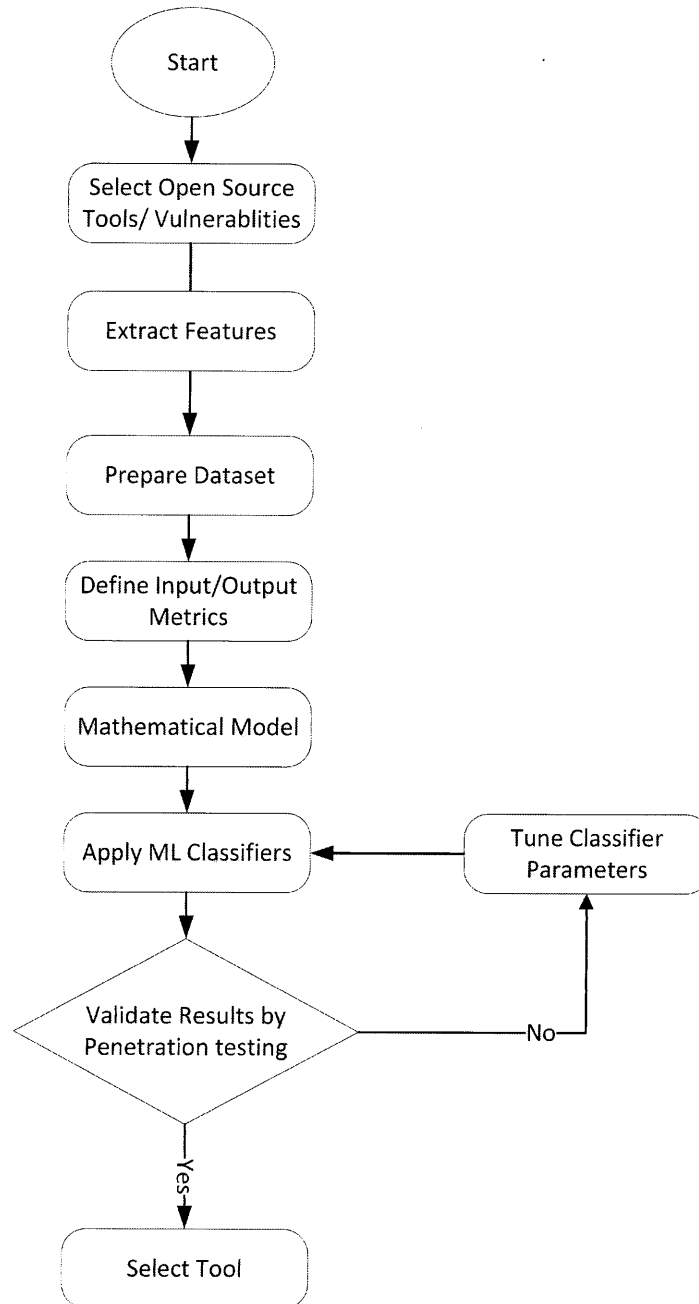 Start
Select Open Source
Tools/ Vulnerablities
Extract Features
Prepare Dataset
Define Input/Output
Metrics
Mathematical Model
Apply ML Classifiers
Tune Classifier
Parameters
Validate Results by
Penetration testing
No
Yes
Select Tool